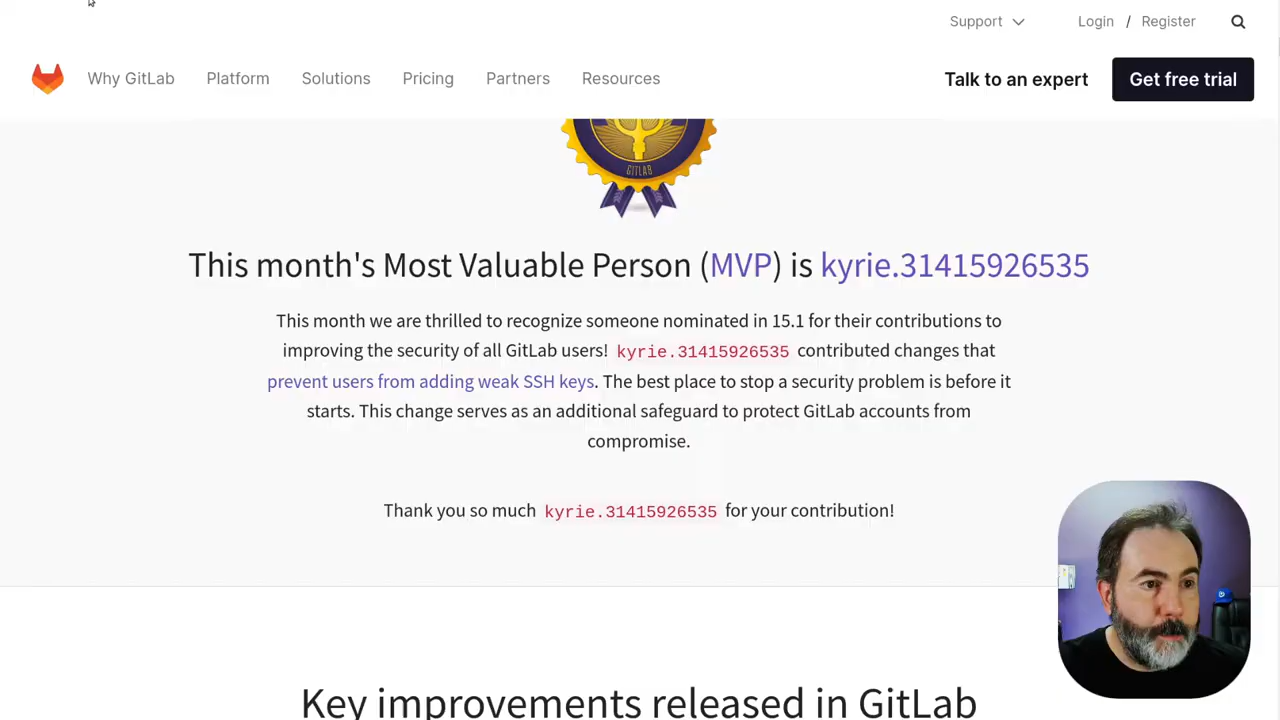 Support
Login / Register
Why GitLab Platform Solutions Pricing Partners Resources
Talk to an expert
Get free trial
GITLAB
This month's Most Valuable Person (MVP) is kyrie.31415926535
This month we are thrilled to recognize someone nominated in 15.1 for their contributions to
improving the security of all GitLab users! kyrie.31415926535 contributed changes that
prevent users from adding weak SSH keys. The best place to stop a security problem is before it
starts. This change serves as an additional safeguard to protect GitLab accounts from
compromise.
Thank you so much kyrie.31415926535 for your contribution!
Key improvements released in GitLab